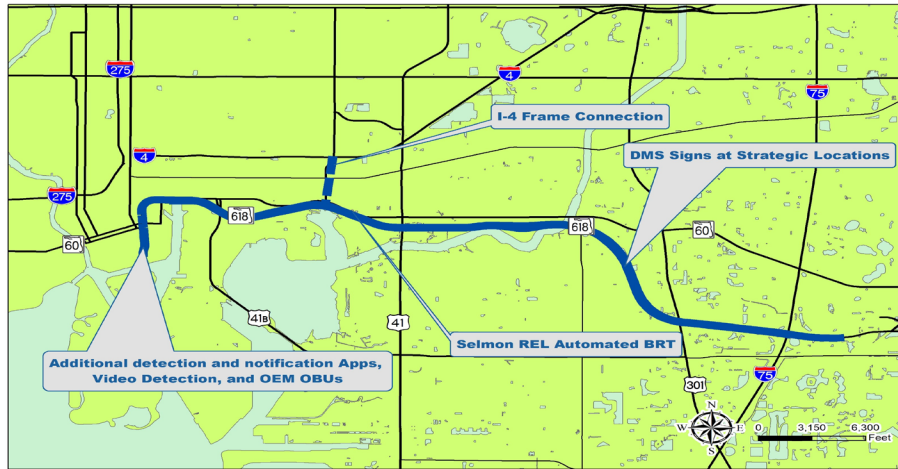 275
4
75
I-4 Frame Connection
4
DMS Signs at Strategic Locations
275
618
618
60
60
41B
41
Selmon REL Automated BRT
Additional detection and notification Apps,
Video Detection, and OEM OBUs
75
301
N
W E
S
0 3,150 6,300
Feet